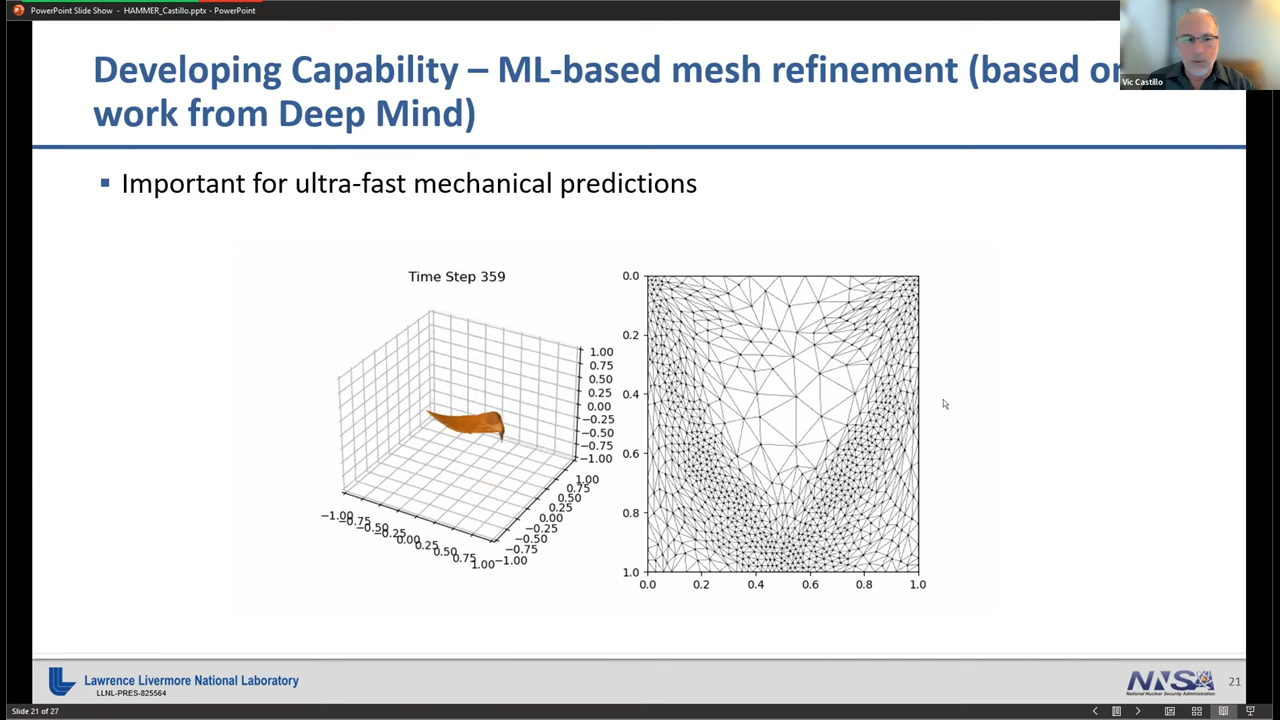 PowerPoint Slide Show - HAMMER_Castillo.pptx - PowerPoint
Vic Castillo
Developing Capability – ML-based mesh refinement (based on
work from Deep Mind)
Important for ultra-fast mechanical predictions
Time Step 359
1.00
0.75
0.50
0.25
0.00
−0.25
−0.50
−0.75
−1.00
1.00
0.75
0.50
0.25
0.00
−0.25
−0.50
−0.75
−1.00
−1.00
−0.75
−0.50
−0.25
0.00
0.25
0.50
0.75
1.00
0.0
0.2
0.4
0.6
0.8
1.0
0.0 0.2 0.4 0.6 0.8 1.0
Lawrence Livermore National Laboratory
LLNL-PRES-825564
NNSA
National Nuclear Security Administration
21
Slide 21 of 27